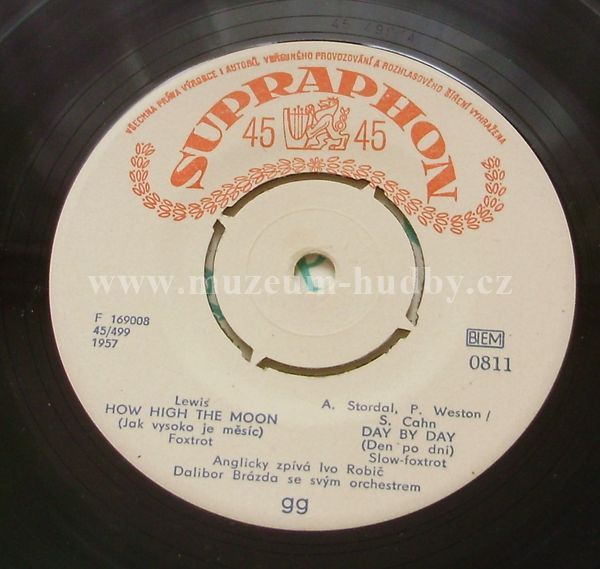 45 499 A
VŠECHNA PRÁVA VÝROBCE I AUTORŮ, VEŘEJNÉHO PROVOZOVÁNÍ A ROZHLASOVÉHO ŠÍŘENÍ VYHRAŽENA
SUPRAPHON
45 45
www.muzeum-hudby.cz
F 169008
45/499
1957
BIEM
0811
Lewis
HOW HIGH THE MOON
(Jak vysoko je měsíc)
Foxtrot
A. Stordal, P. Weston/
S. Cahn
DAY BY DAY
(Den po dni)
Slow-foxtrot
Anglicky zpívá Ivo Robič
Dalibor Brázda se svým orchestrem
gg